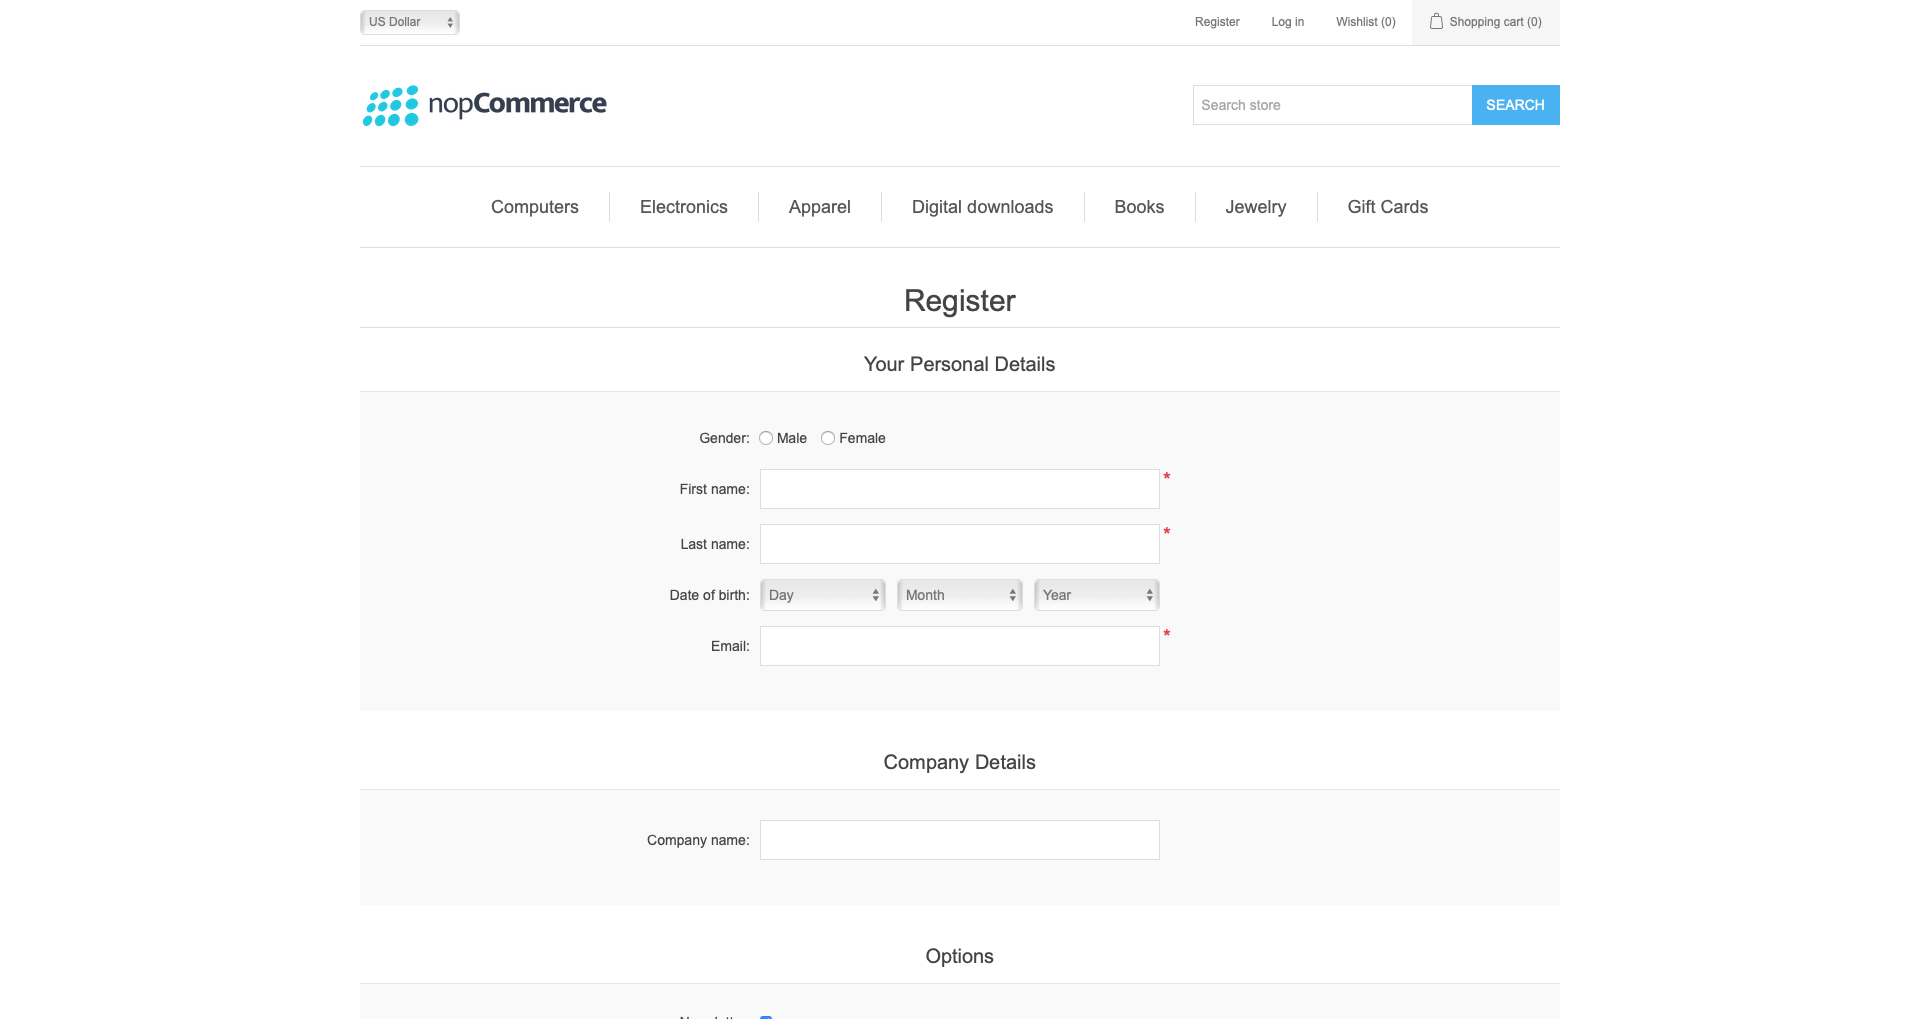 US Dollar
Register
Log in
Wishlist (0)
Shopping cart (0)
nopCommerce
Search store
SEARCH
Computers
Electronics
Apparel
Digital downloads
Books
Jewelry
Gift Cards
Register
Your Personal Details
Gender: Male Female
First name: *
Last name: *
Date of birth: Day Month Year
Email: *
Company Details
Company name:
Options